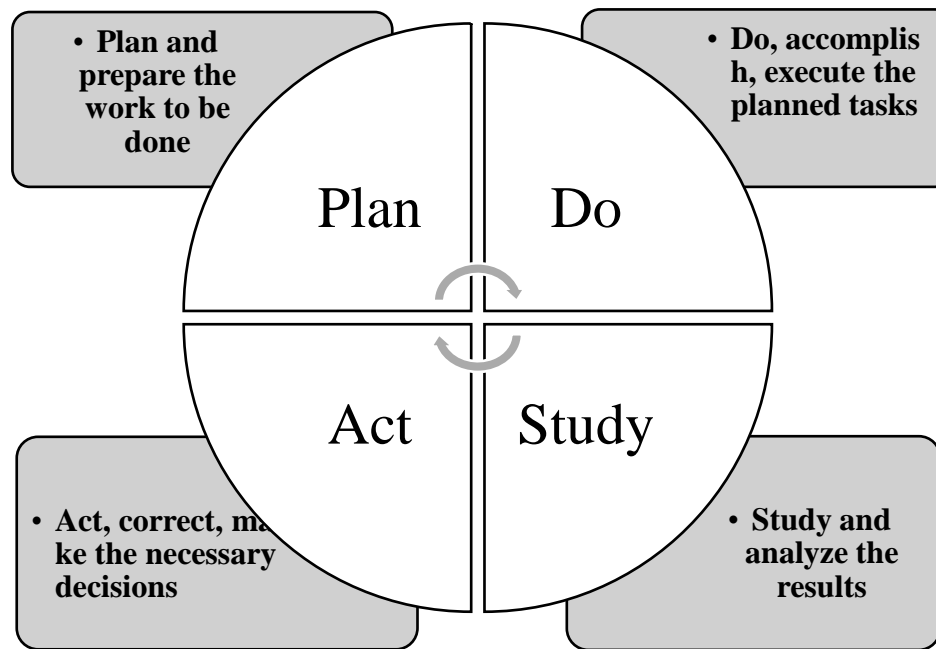 • Plan and
prepare the
work to be
done
• Do, accomplis
h, execute the
planned tasks
Plan
Do
Act
Study
• Act, correct, ma
ke the necessary
decisions
• Study and
analyze the
results